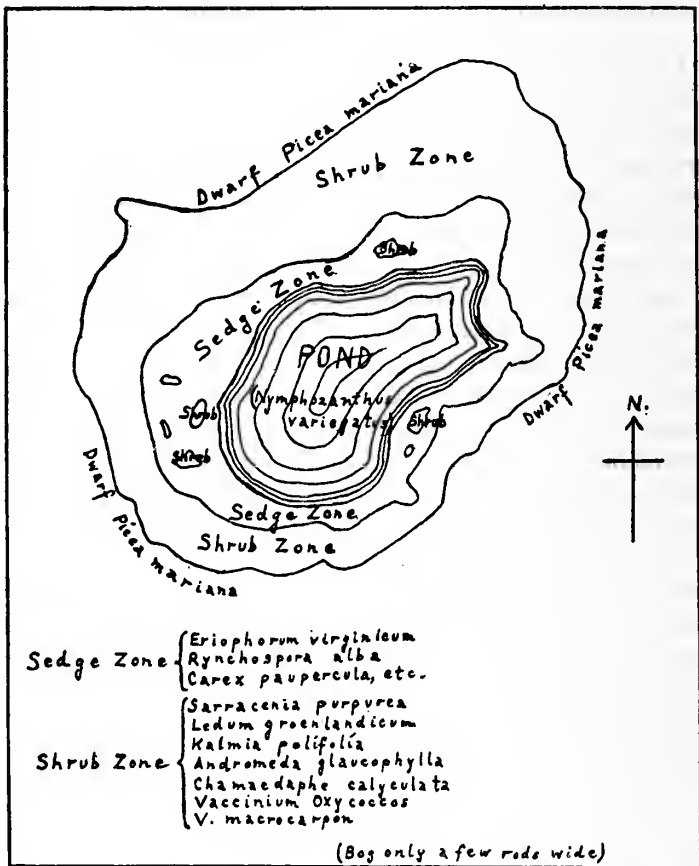 Dwarf Picea mariana
Shrub Zone
Shrub
Dwarf Picea mariana
Sedge Zone
POND
(Nymphozanthus
variegatus)
Shrub
Shrub
Shrub
N.
Dwarf Picea mariana
Sedge Zone
Shrub Zone
Sedge Zone
Eriophorum virginicum
Rynchospora alba
Carex paupercula, etc.
Shrub Zone
Sarracenia purpurea
Ledum groenlandicum
Kalmia polifolia
Andromeda glaucophylla
Chamaedaphe calyculata
Vaccinium Oxycoccos
V. macrocarpon
(Bog only a few rods wide)